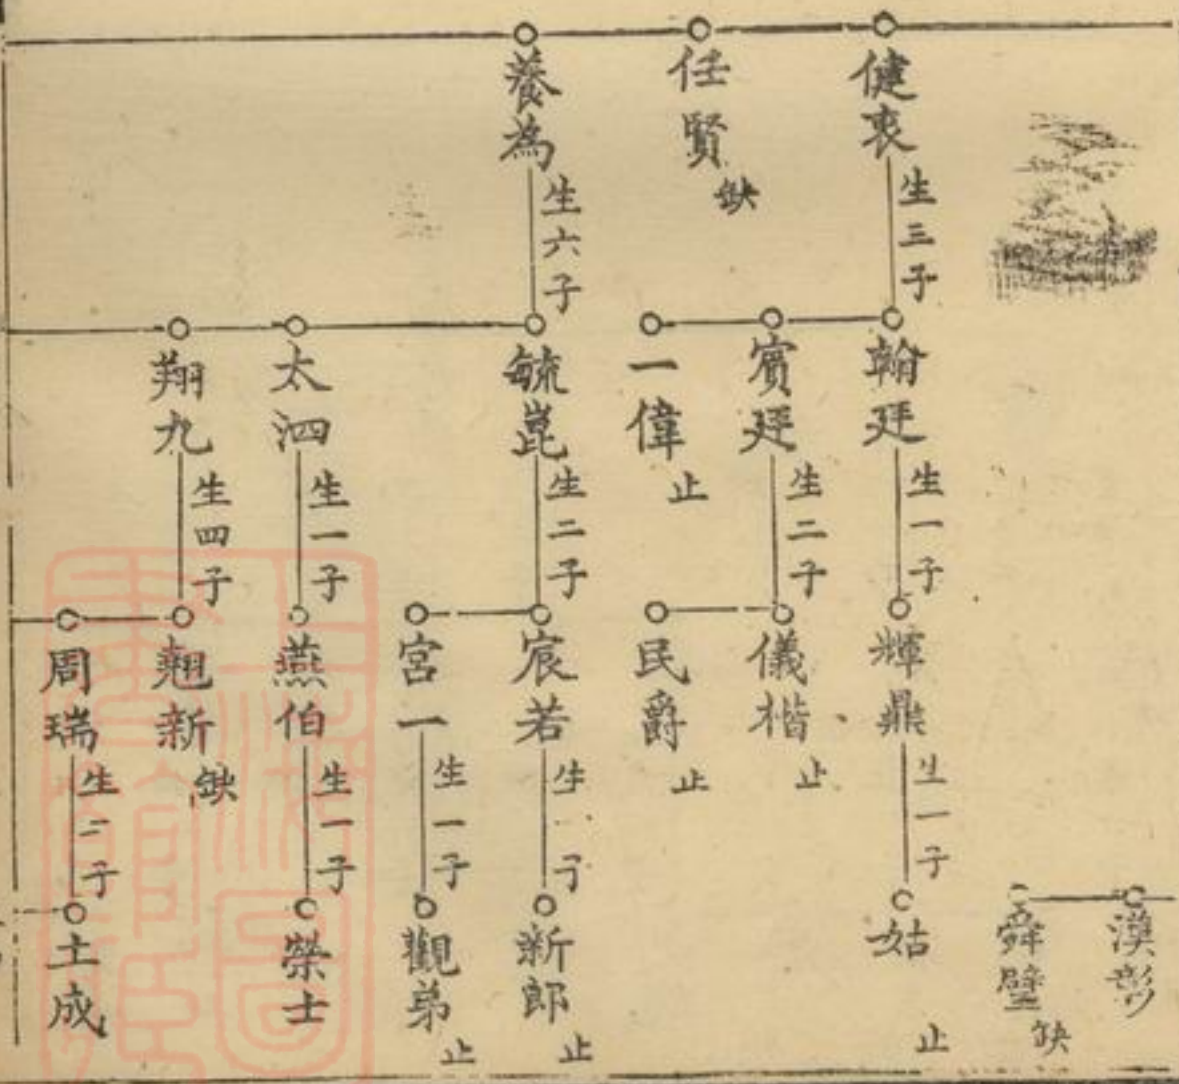 健衷
生三子
任賢
缺
養為
生六子
翰廷
生一子
賓廷
生二子
一偉
止
毓崑
生二子
太泗
生一子
翔九
生四子
輝鼎
生一子
儀楷
止
民爵
止
宸若
生一子
宮一
生一子
燕伯
生一子
翹新
缺
周瑞
生二子
漢彰
舜璧
缺
姑
止
新郎
止
觀弟
止
榮士
土成